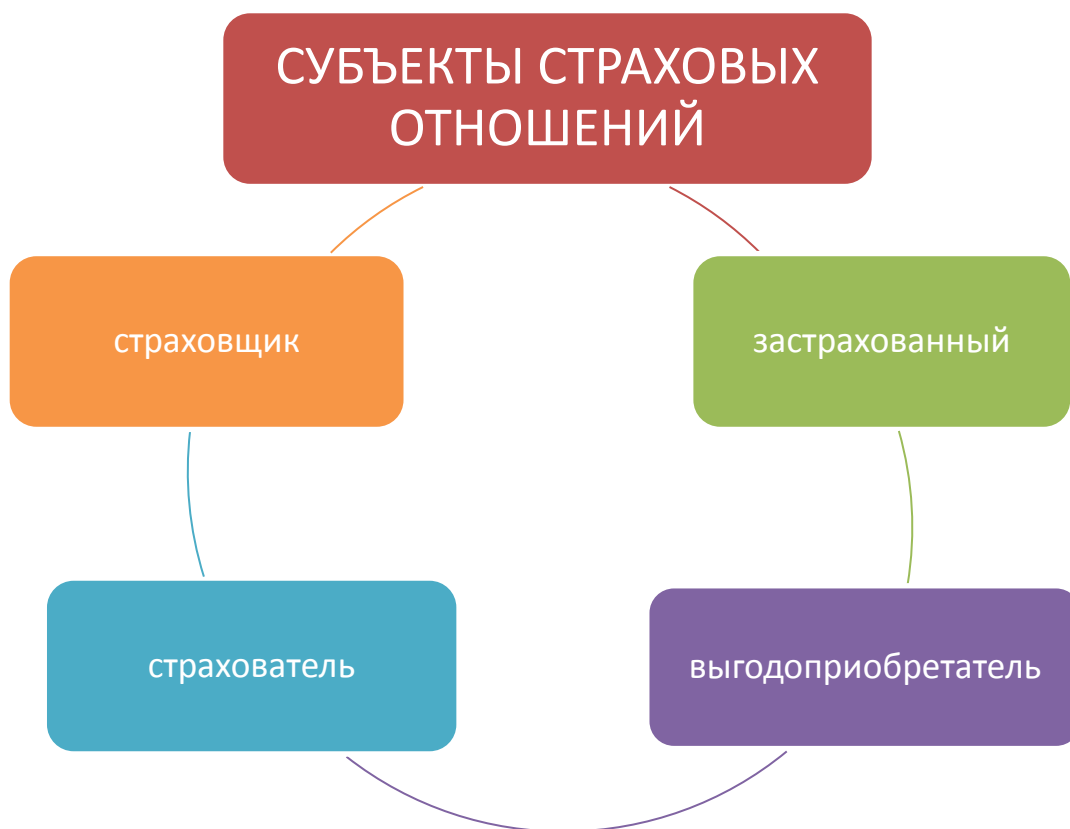 СУБЪЕКТЫ СТРАХОВЫХ
ОТНОШЕНИЙ
страховщик
застрахованный
страхователь
выгодоприобретатель